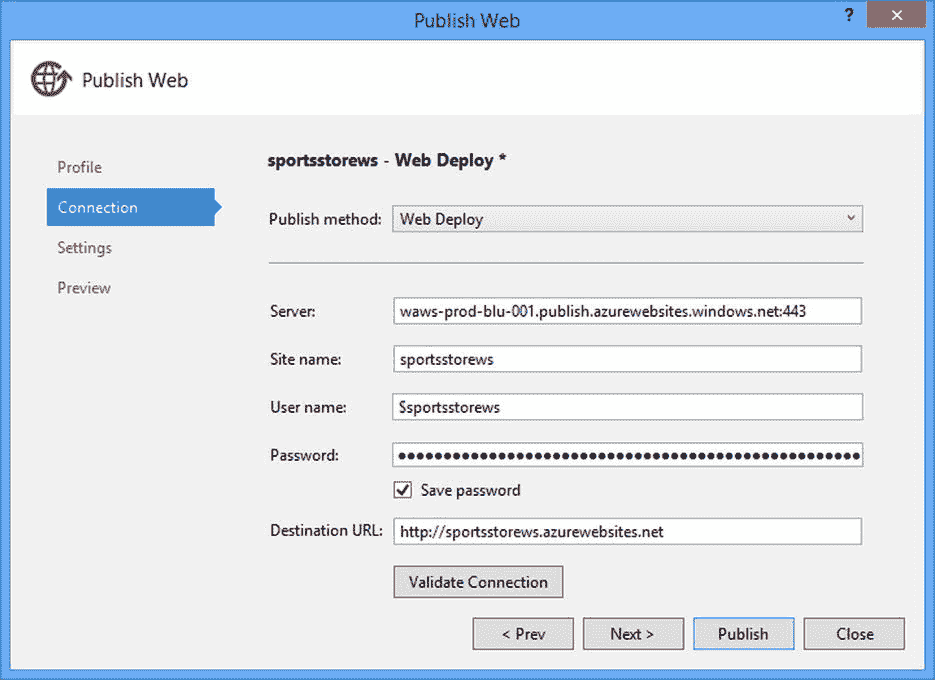 Publish Web
?
Publish Web
Profile
Connection
Settings
Preview
sportsstorews - Web Deploy *
Publish method: Web Deploy
Server: waws-prod-blu-001.publish.azurewebsites.windows.net:443
Site name: sportsstorews
User name: $sportsstorews
Password: ●●●●●●●●●●●●●●●●●●●●●●●●●●●●●●●●●●●●●●●●●●●●●●●●●●●
Save password
Destination URL: http://sportsstorews.azurewebsites.net
Validate Connection
< Prev Next > Publish Close